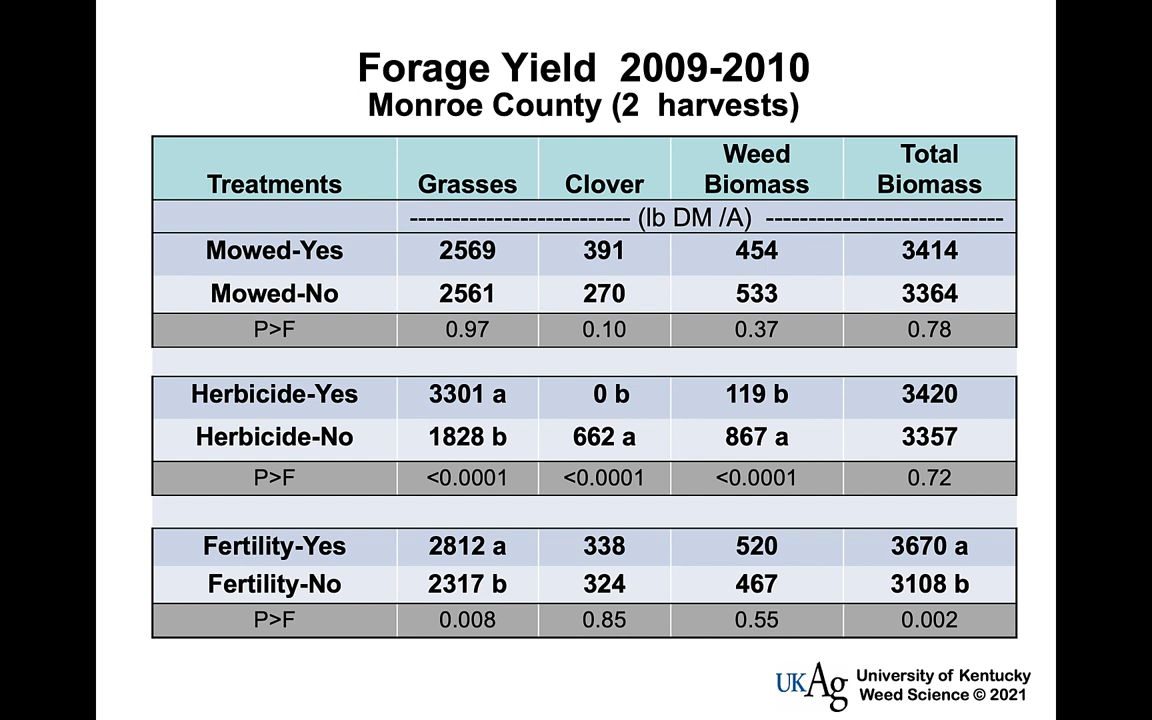 Forage Yield 2009-2010
Monroe County (2 harvests)
Treatments Grasses Clover Weed Biomass Total Biomass
-------------------------- (lb DM /A) ----------------------------
Mowed-Yes 2569 391 454 3414
Mowed-No 2561 270 533 3364
P>F 0.97 0.10 0.37 0.78
Herbicide-Yes 3301 a 0 b 119 b 3420
Herbicide-No 1828 b 662 a 867 a 3357
P>F <0.0001 <0.0001 <0.0001 0.72
Fertility-Yes 2812 a 338 520 3670 a
Fertility-No 2317 b 324 467 3108 b
P>F 0.008 0.85 0.55 0.002
UKAg University of Kentucky
Weed Science © 2021